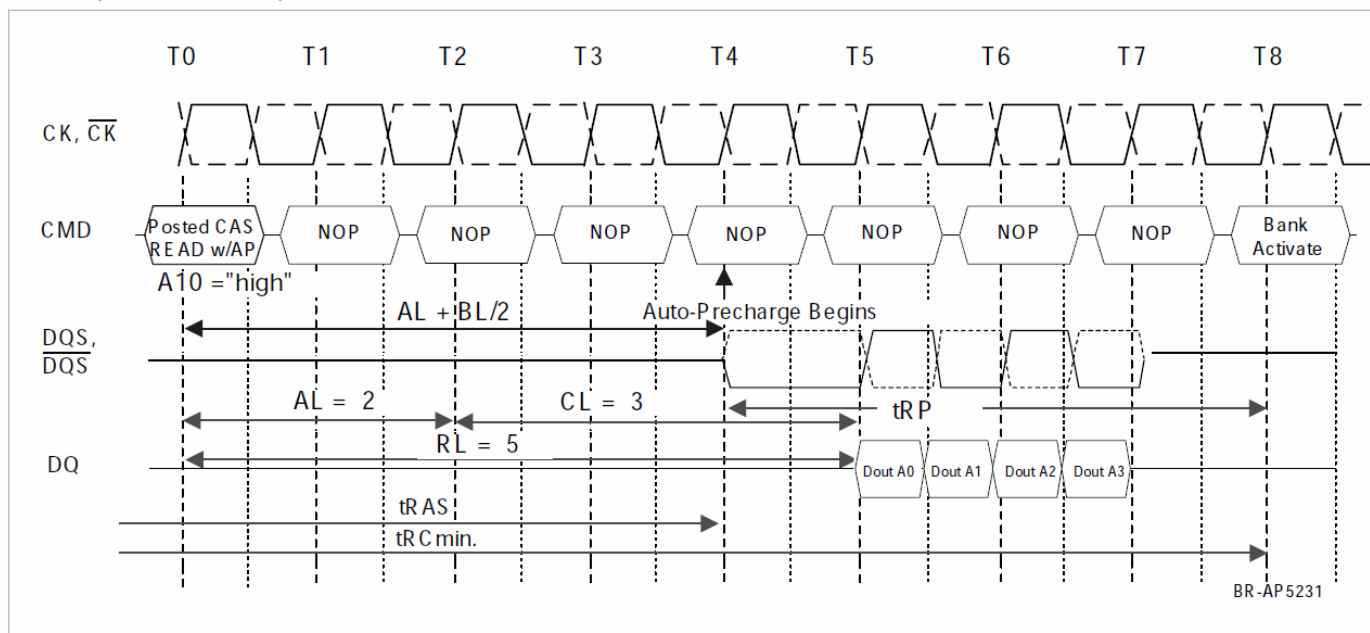 T0 T1 T2 T3 T4 T5 T6 T7 T8
CK, CK
CMD
Posted CAS
READ w/AP
NOP NOP NOP NOP NOP NOP NOP
Bank
Activate
A10 ="high"
AL + BL/2
Auto-Precharge Begins
DQS,
DQS
AL = 2
CL = 3
tRP
RL = 5
DQ
Dout A0 Dout A1 Dout A2 Dout A3
tRAS
tRCmin.
BR-AP5231